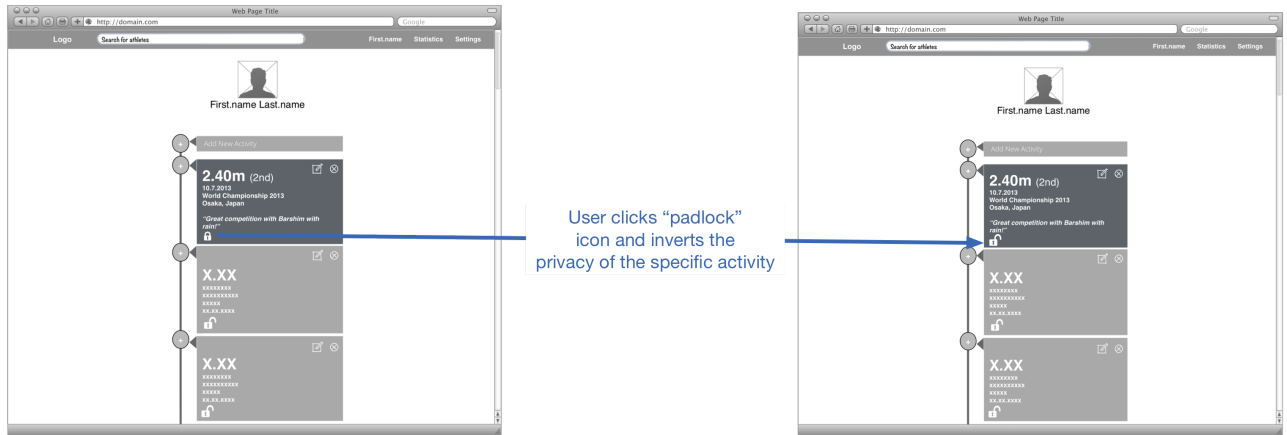 Web Page Title
http://domain.com
Google
Logo
Search for athletes
First.name Statistics Settings
First.name Last.name
+
Add New Activity
+
2.40m (2nd)
10.7.2013
World Championship 2013
Osaka, Japan
"Great competition with Barshim with
rain!"
+
X.XX
xxxxxxxx
xxxxxxxxxx
xxxxx
xx.xx.xxxx
+
X.XX
xxxxxxxx
xxxxxxxxxx
xxxxx
xx.xx.xxxx
User clicks “padlock”
icon and inverts the
privacy of the specific activity
Web Page Title
http://domain.com
Google
Logo
Search for athletes
First.name Statistics Settings
First.name Last.name
+
Add New Activity
+
2.40m (2nd)
10.7.2013
World Championship 2013
Osaka, Japan
"Great competition with Barshim with
rain!"
+
X.XX
xxxxxxxx
xxxxxxxxxx
xxxxx
xx.xx.xxxx
+
X.XX
xxxxxxxx
xxxxxxxxxx
xxxxx
xx.xx.xxxx